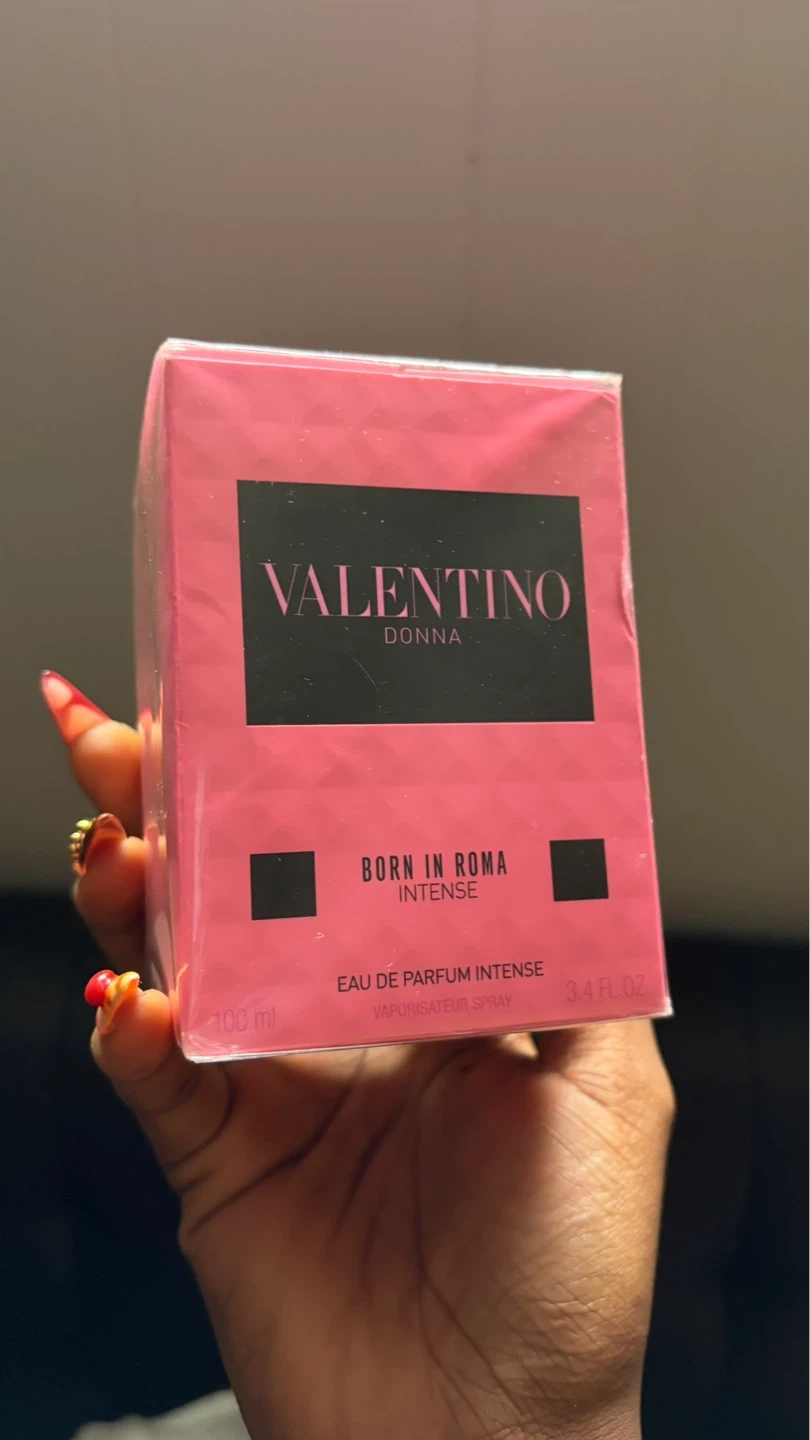 VALENTINO
DONNA
BORN IN ROMA
INTENSE
EAU DE PARFUM INTENSE
VAPORISATEUR SPRAY
100 ml
3.4 FL.OZ